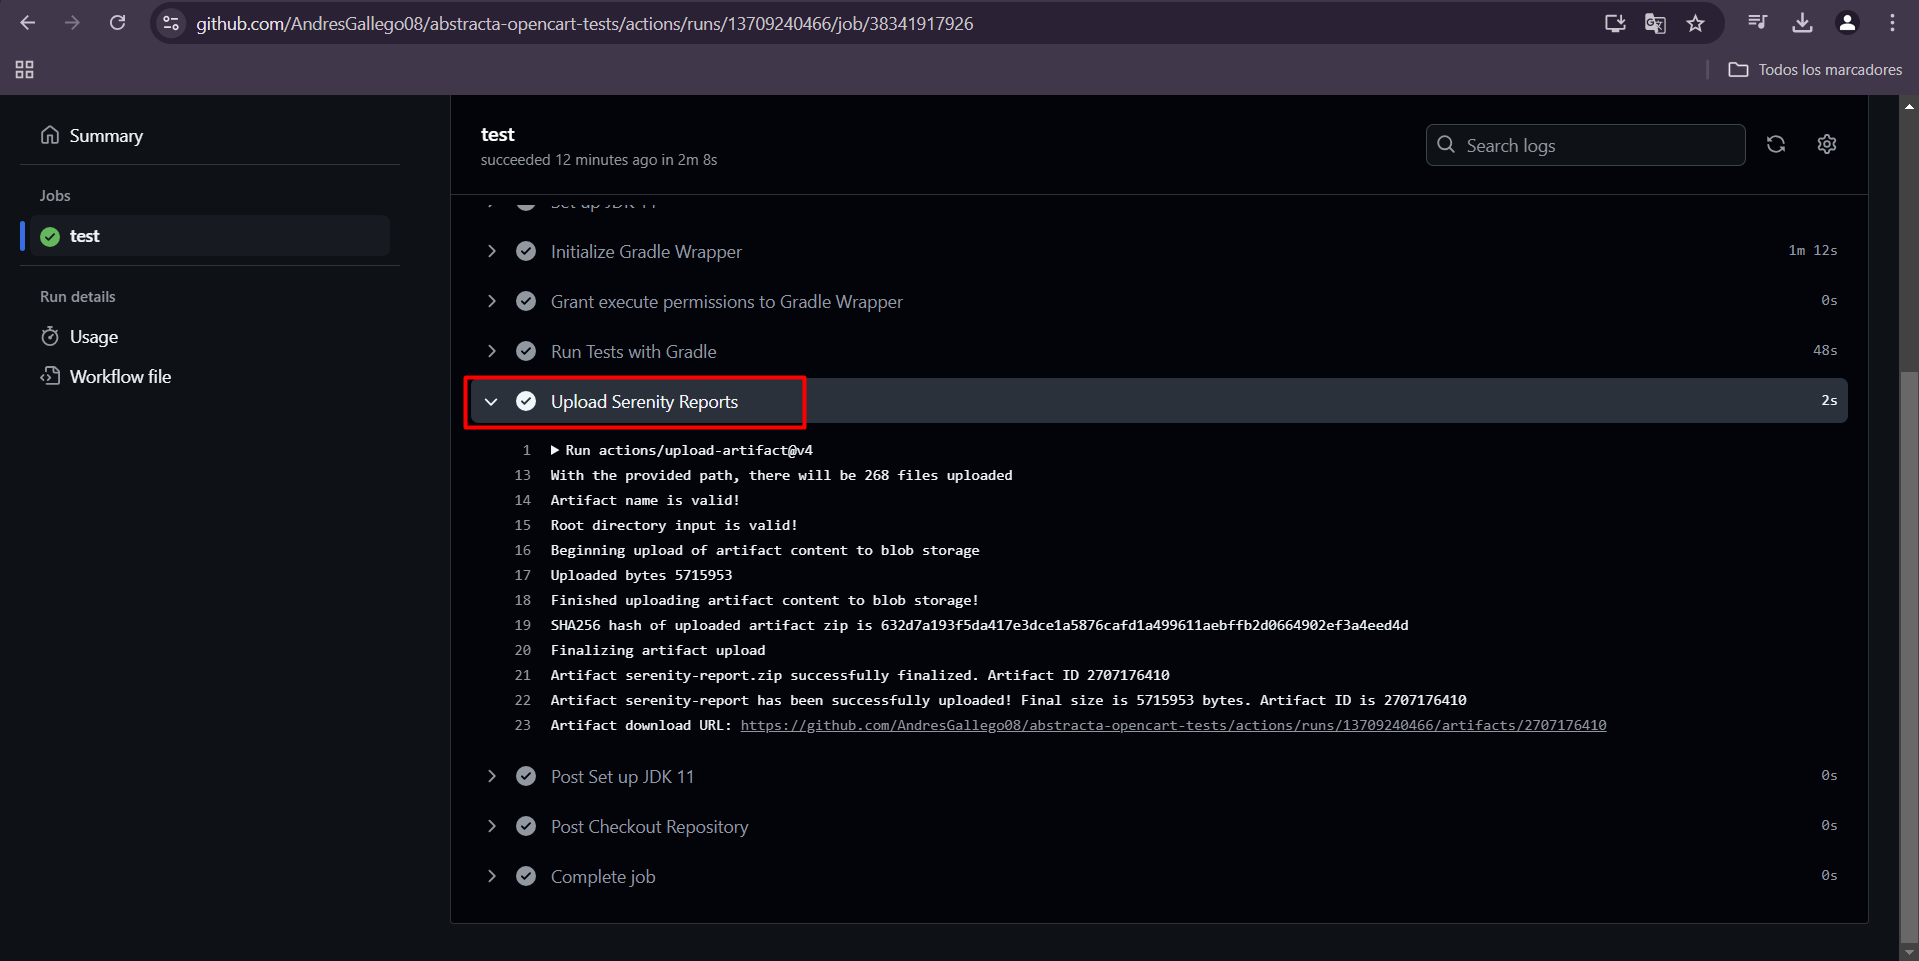 github.com/AndresGallego08/abstracta-opencart-tests/actions/runs/13709240466/job/38341917926
Todos los marcadores
Summary
Jobs
test
Run details
Usage
Workflow file
test
succeeded 12 minutes ago in 2m 8s
Search logs
Set up JDK 11
Initialize Gradle Wrapper 1m 12s
Grant execute permissions to Gradle Wrapper 0s
Run Tests with Gradle 48s
Upload Serenity Reports 2s
1 Run actions/upload-artifact@v4
13 With the provided path, there will be 268 files uploaded
14 Artifact name is valid!
15 Root directory input is valid!
16 Beginning upload of artifact content to blob storage
17 Uploaded bytes 5715953
18 Finished uploading artifact content to blob storage!
19 SHA256 hash of uploaded artifact zip is 632d7a193f5da417e3dce1a5876cafd1a499611aebffb2d0664902ef3a4eed4d
20 Finalizing artifact upload
21 Artifact serenity-report.zip successfully finalized. Artifact ID 2707176410
22 Artifact serenity-report has been successfully uploaded! Final size is 5715953 bytes. Artifact ID is 2707176410
23 Artifact download URL: https://github.com/AndresGallego08/abstracta-opencart-tests/actions/runs/13709240466/artifacts/2707176410
Post Set up JDK 11 0s
Post Checkout Repository 0s
Complete job 0s